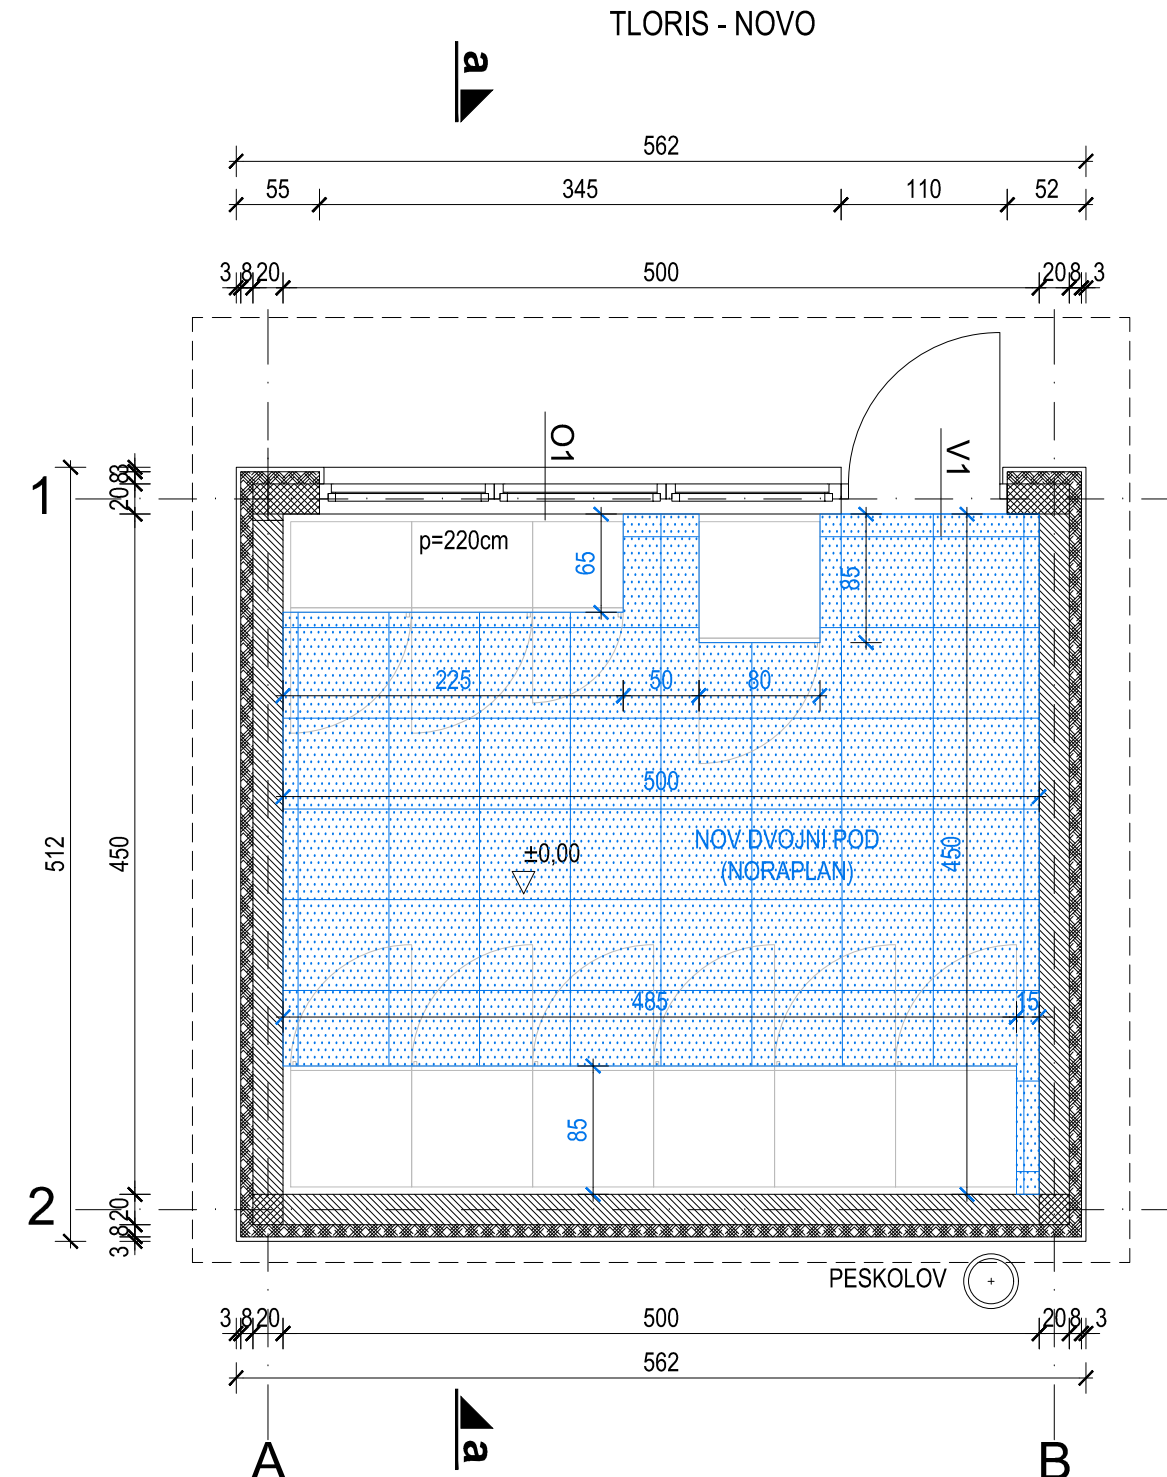 TLORIS - NOVO
a
562
55 345 110 52
3 8 20 500 20 8 3
O1
V1
1
3 8 20
p=220cm
65
85
225 50 80
500
NOV DVOJNI POD
(NORAPLAN)
±0,00
450
512
450
485 15
85
2
20 8 3
PESKOLOV
3 8 20 500 20 8 3
562
a
A B